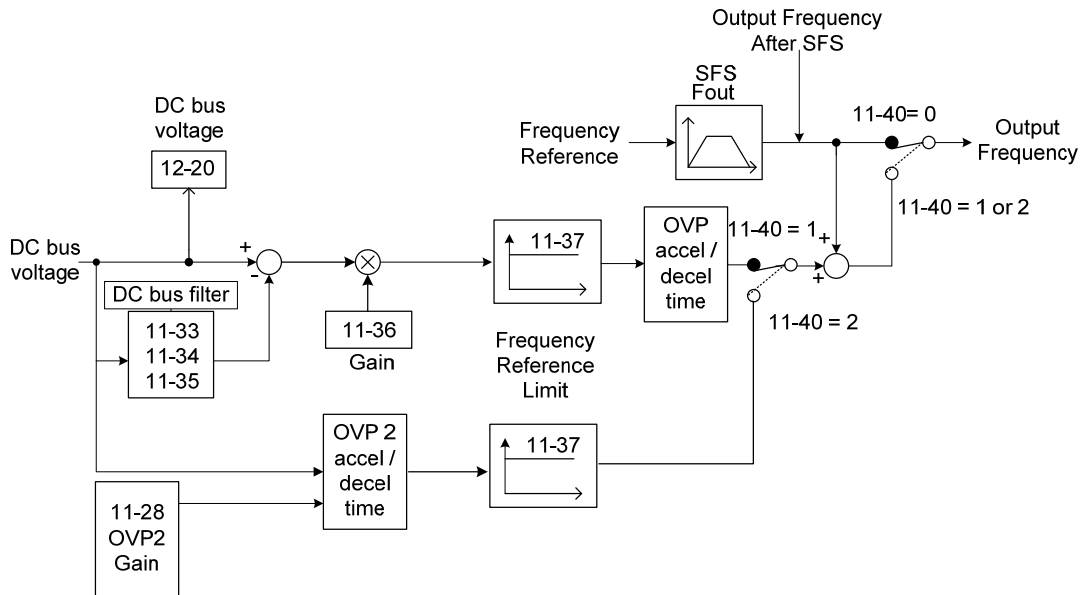 Output Frequency
After SFS
SFS
Fout
DC bus
voltage
12-20
Frequency
Reference
11-40= 0
Output
Frequency
11-40 = 1 or 2
DC bus
voltage
+
-
11-37
OVP
accel /
decel
time
11-40 = 1
+
+
11-40 = 2
DC bus filter
11-33
11-34
11-35
11-36
Gain
Frequency
Reference
Limit
OVP 2
accel /
decel
time
11-37
11-28
OVP2
Gain